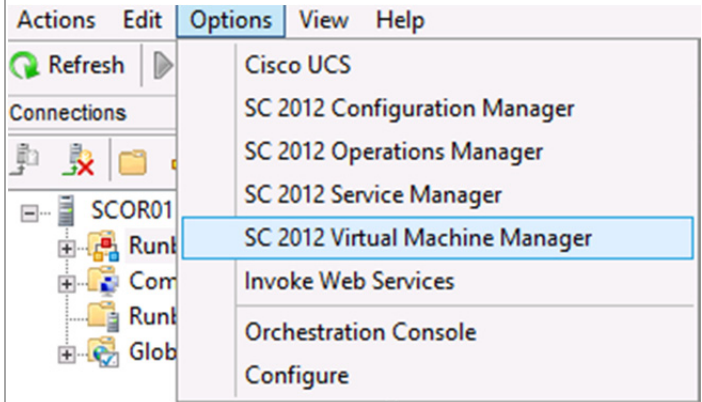 Actions Edit Options View Help
Refresh
Connections
SCOR01
Glob
Cisco UCS
SC 2012 Configuration Manager
SC 2012 Operations Manager
SC 2012 Service Manager
SC 2012 Virtual Machine Manager
Invoke Web Services
Orchestration Console
Configure